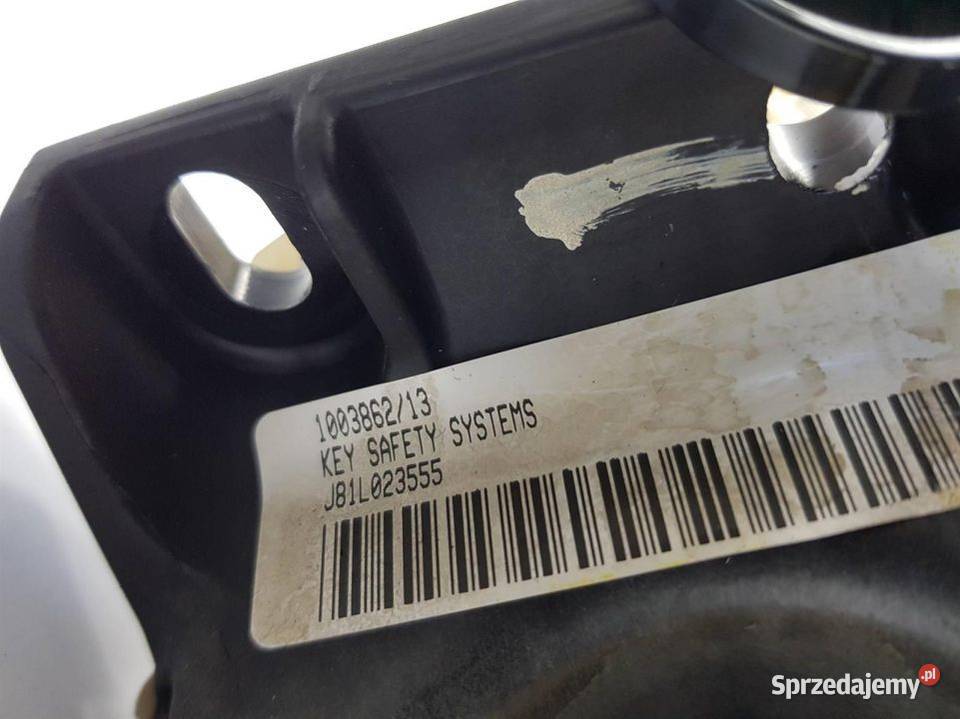 1003862/13
KEY SAFETY SYSTEMS
J81L023555
Sprzedajemy.pl